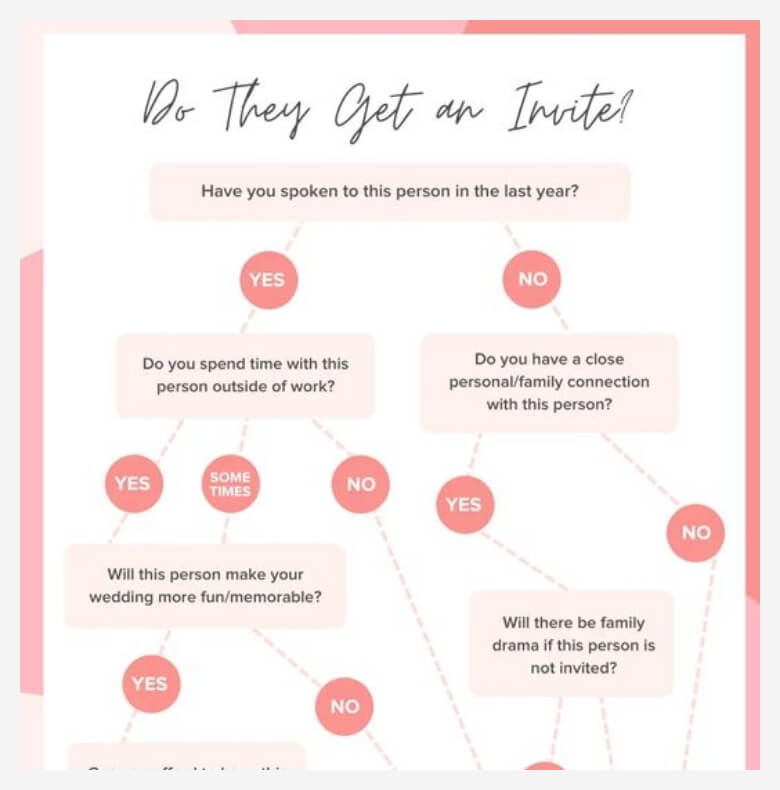 Do They Get an Invite?
Have you spoken to this person in the last year?
YES
NO
Do you spend time with this
person outside of work?
Do you have a close
personal/family connection
with this person?
YES
SOME
TIMES
NO
YES
NO
Will this person make your
wedding more fun/memorable?
Will there be family
drama if this person is
not invited?
YES
NO